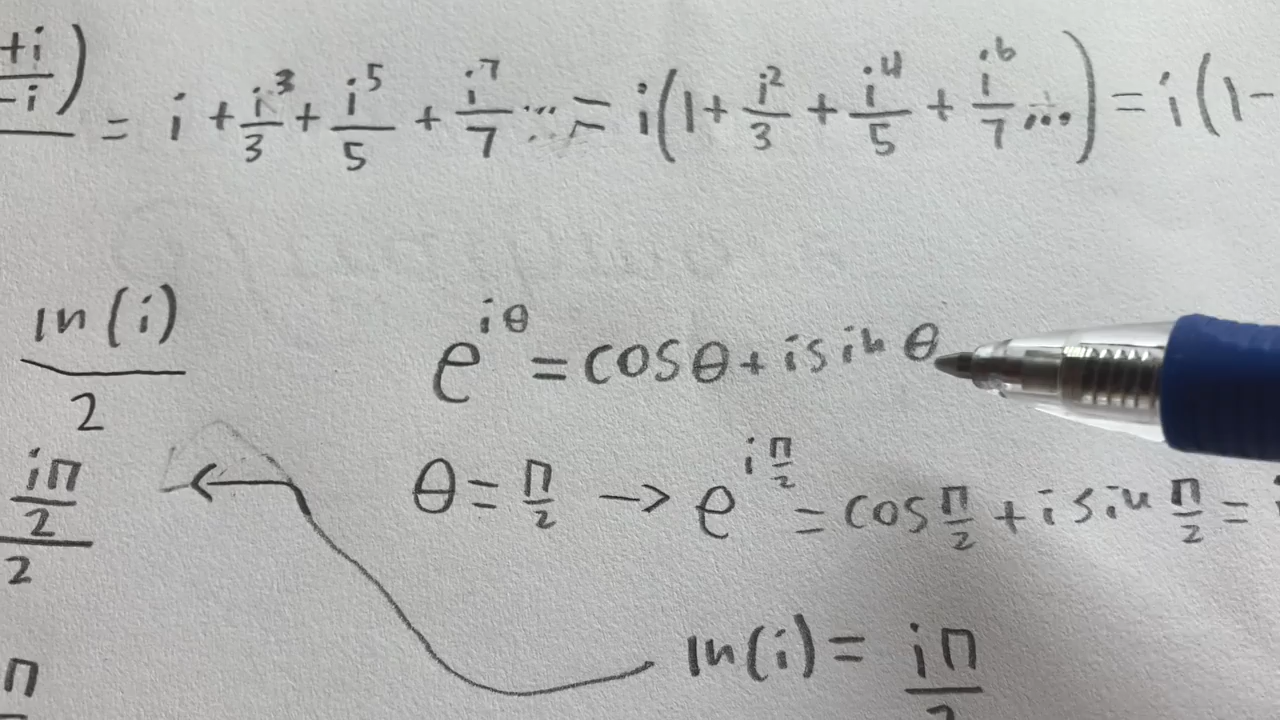 +i/-i) = i + i³/3 + i⁵/5 + i⁷/7 ... = i(1 + i²/3 + i⁴/5 + i⁶/7 ...) = i(1-
ln(i)/2
e^{iθ} = cosθ + i sin θ
iπ/2/2
θ = π/2 → e^{iπ/2} = cos π/2 + i sin π/2 = i
ln(i) = iπ/2
π